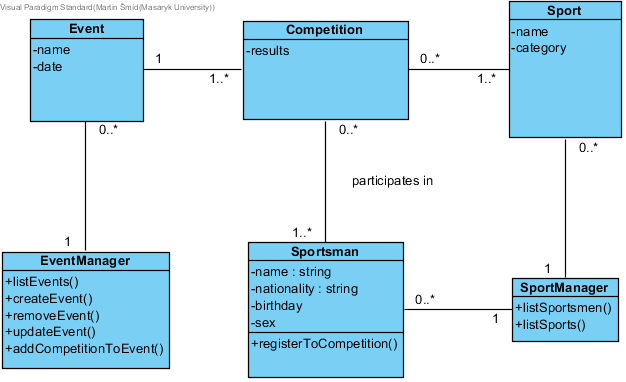 Visual Paradigm Standard(Martin Šmíd(Masaryk University))
Event
-name
-date
Competition
-results
Sport
-name
-category
1
1..*
0..*
1..*
0..*
0..*
0..*
participates in
1
1..*
1
EventManager
+listEvents()
+createEvent()
+removeEvent()
+updateEvent()
+addCompetitionToEvent()
Sportsman
-name : string
-nationality : string
-birthday
-sex
+registerToCompetition()
0..*
1
SportManager
+listSportsmen()
+listSports()